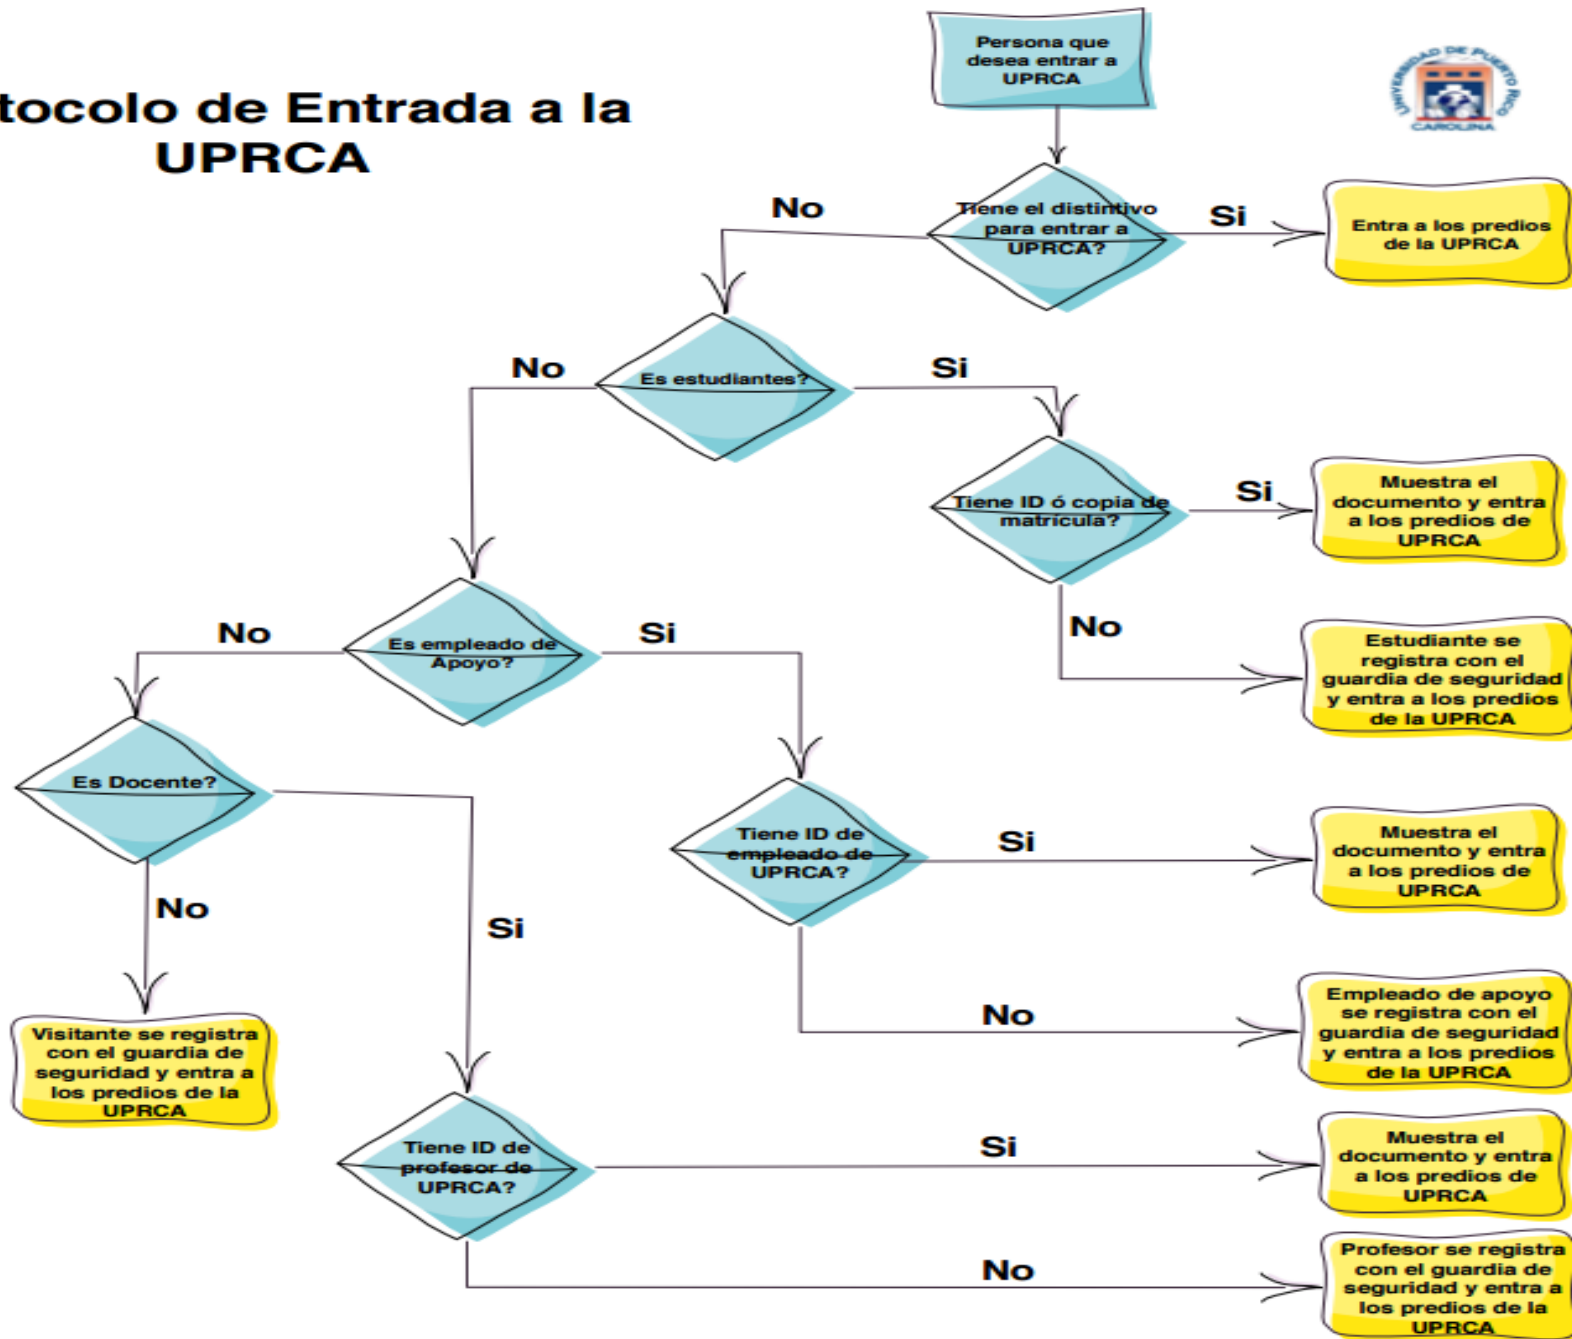 tocolo de Entrada a la
UPRCA
Persona que
desea entrar a
UPRCA
UNIVERSIDAD DE PUERTO RICO
CAROLINA
Tiene el distintivo
para entrar a
UPRCA?
No
Si
Entra a los predios
de la UPRCA
Es estudiantes?
No
Si
Tiene ID ó copia de
matrícula?
Si
Muestra el
documento y entra
a los predios de
UPRCA
No
Estudiante se
registra con el
guardia de seguridad
y entra a los predios
de la UPRCA
Es empleado de
Apoyo?
No
Si
Es Docente?
Tiene ID de
empleado de
UPRCA?
Si
Muestra el
documento y entra
a los predios de
UPRCA
No
Empleado de apoyo
se registra con el
guardia de seguridad
y entra a los predios
de la UPRCA
No
Si
Visitante se registra
con el guardia de
seguridad y entra a
los predios de la
UPRCA
Tiene ID de
profesor de
UPRCA?
Si
Muestra el
documento y entra
a los predios de
UPRCA
No
Profesor se registra
con el guardia de
seguridad y entra a
los predios de la
UPRCA